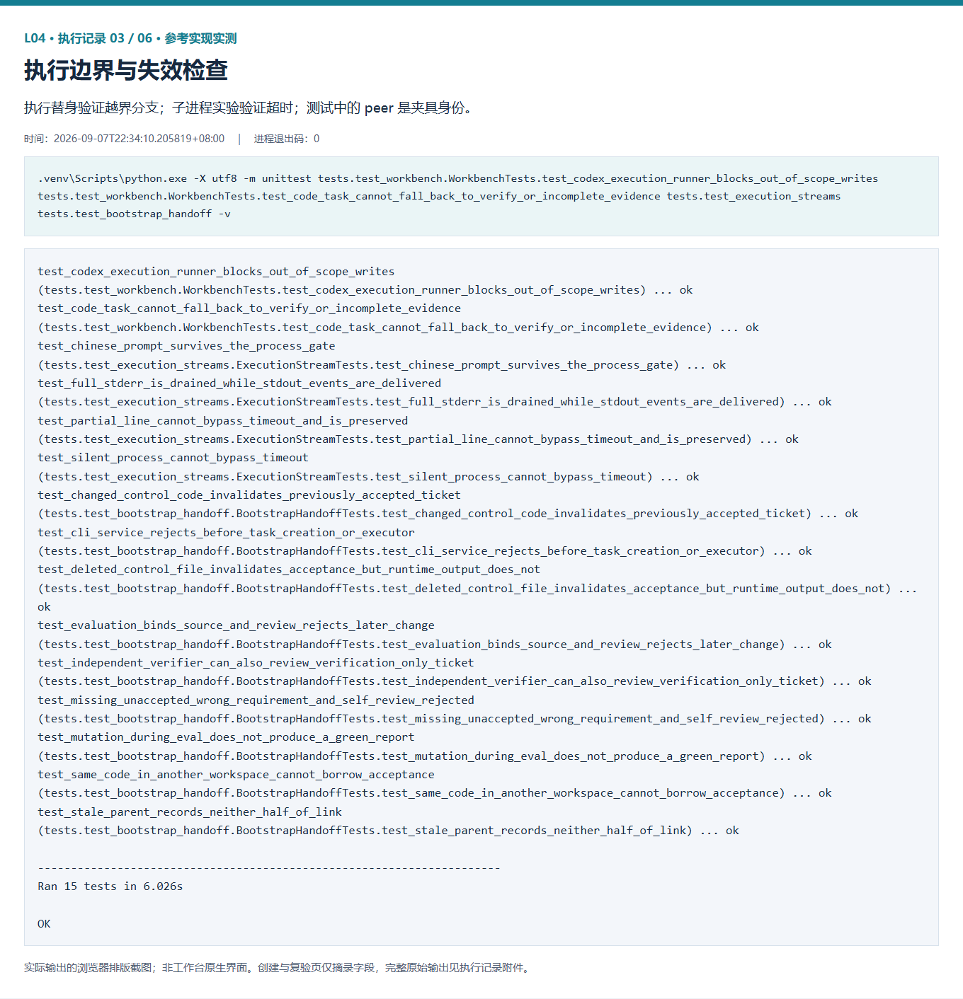 L04 • 执行记录 03 / 06 • 参考实现实测
执行边界与失效检查
执行替身验证越界分支；子进程实验验证超时；测试中的 peer 是夹具身份。
时间：2026-09-07T22:34:10.205819+08:00 | 进程退出码：0
.venv\Scripts\python.exe -X utf8 -m unittest tests.test_workbench.WorkbenchTests.test_codex_execution_runner_blocks_out_of_scope_writes
tests.test_workbench.WorkbenchTests.test_code_task_cannot_fall_back_to_verify_or_incomplete_evidence tests.test_execution_streams
tests.test_bootstrap_handoff -v
test_codex_execution_runner_blocks_out_of_scope_writes
(tests.test_workbench.WorkbenchTests.test_codex_execution_runner_blocks_out_of_scope_writes) ... ok
test_code_task_cannot_fall_back_to_verify_or_incomplete_evidence
(tests.test_workbench.WorkbenchTests.test_code_task_cannot_fall_back_to_verify_or_incomplete_evidence) ... ok
test_chinese_prompt_survives_the_process_gate
(tests.test_execution_streams.ExecutionStreamTests.test_chinese_prompt_survives_the_process_gate) ... ok
test_full_stderr_is_drained_while_stdout_events_are_delivered
(tests.test_execution_streams.ExecutionStreamTests.test_full_stderr_is_drained_while_stdout_events_are_delivered) ... ok
test_partial_line_cannot_bypass_timeout_and_is_preserved
(tests.test_execution_streams.ExecutionStreamTests.test_partial_line_cannot_bypass_timeout_and_is_preserved) ... ok
test_silent_process_cannot_bypass_timeout
(tests.test_execution_streams.ExecutionStreamTests.test_silent_process_cannot_bypass_timeout) ... ok
test_changed_control_code_invalidates_previously_accepted_ticket
(tests.test_bootstrap_handoff.BootstrapHandoffTests.test_changed_control_code_invalidates_previously_accepted_ticket) ... ok
test_cli_service_rejects_before_task_creation_or_executor
(tests.test_bootstrap_handoff.BootstrapHandoffTests.test_cli_service_rejects_before_task_creation_or_executor) ... ok
test_deleted_control_file_invalidates_acceptance_but_runtime_output_does_not
(tests.test_bootstrap_handoff.BootstrapHandoffTests.test_deleted_control_file_invalidates_acceptance_but_runtime_output_does_not) ...
ok
test_evaluation_binds_source_and_review_rejects_later_change
(tests.test_bootstrap_handoff.BootstrapHandoffTests.test_evaluation_binds_source_and_review_rejects_later_change) ... ok
test_independent_verifier_can_also_review_verification_only_ticket
(tests.test_bootstrap_handoff.BootstrapHandoffTests.test_independent_verifier_can_also_review_verification_only_ticket) ... ok
test_missing_unaccepted_wrong_requirement_and_self_review_rejected
(tests.test_bootstrap_handoff.BootstrapHandoffTests.test_missing_unaccepted_wrong_requirement_and_self_review_rejected) ... ok
test_mutation_during_eval_does_not_produce_a_green_report
(tests.test_bootstrap_handoff.BootstrapHandoffTests.test_mutation_during_eval_does_not_produce_a_green_report) ... ok
test_same_code_in_another_workspace_cannot_borrow_acceptance
(tests.test_bootstrap_handoff.BootstrapHandoffTests.test_same_code_in_another_workspace_cannot_borrow_acceptance) ... ok
test_stale_parent_records_neither_half_of_link
(tests.test_bootstrap_handoff.BootstrapHandoffTests.test_stale_parent_records_neither_half_of_link) ... ok
----------------------------------------------------------------------
Ran 15 tests in 6.026s
OK
实际输出的浏览器排版截图；非工作台原生界面。创建与复验页仅摘录字段，完整原始输出见执行记录附件。